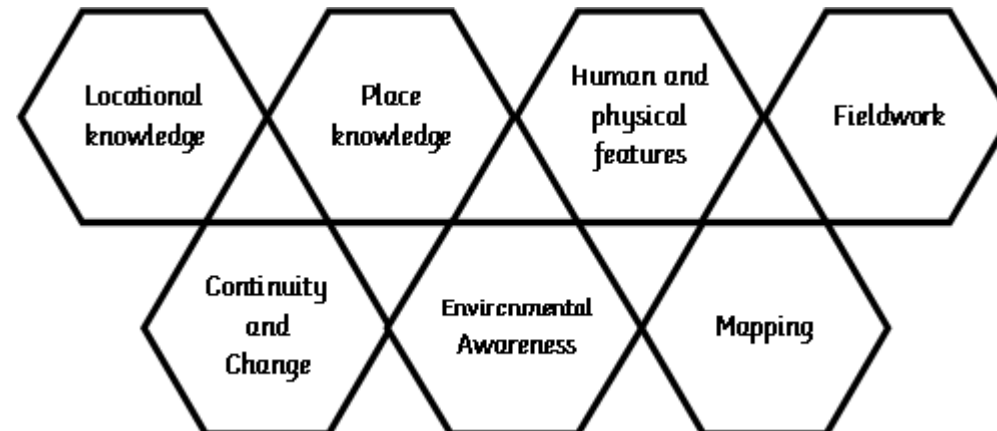 Locational
knowledge
Place
knowledge
Human and
physical
features
Fieldwork
Continuity
and
Change
Environmental
Awareness
Mapping